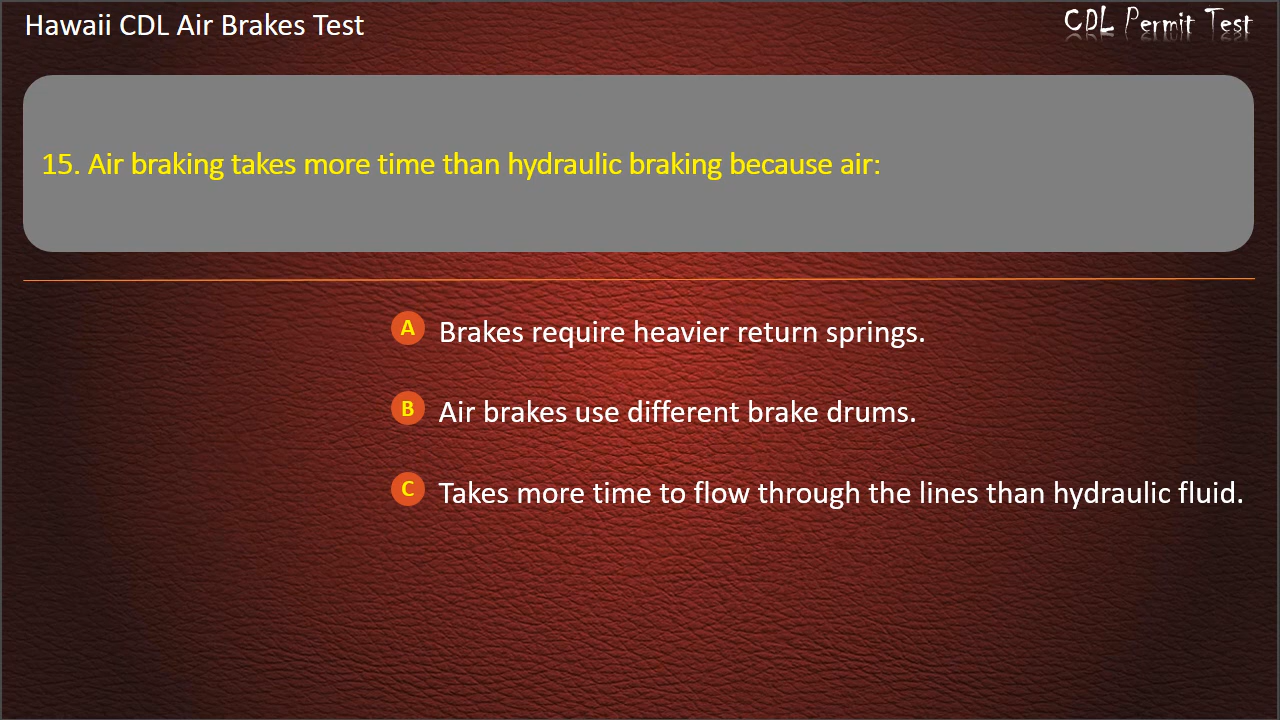 Hawaii CDL Air Brakes Test
CDL Permit Test
15. Air braking takes more time than hydraulic braking because air:
A Brakes require heavier return springs.
B Air brakes use different brake drums.
C Takes more time to flow through the lines than hydraulic fluid.